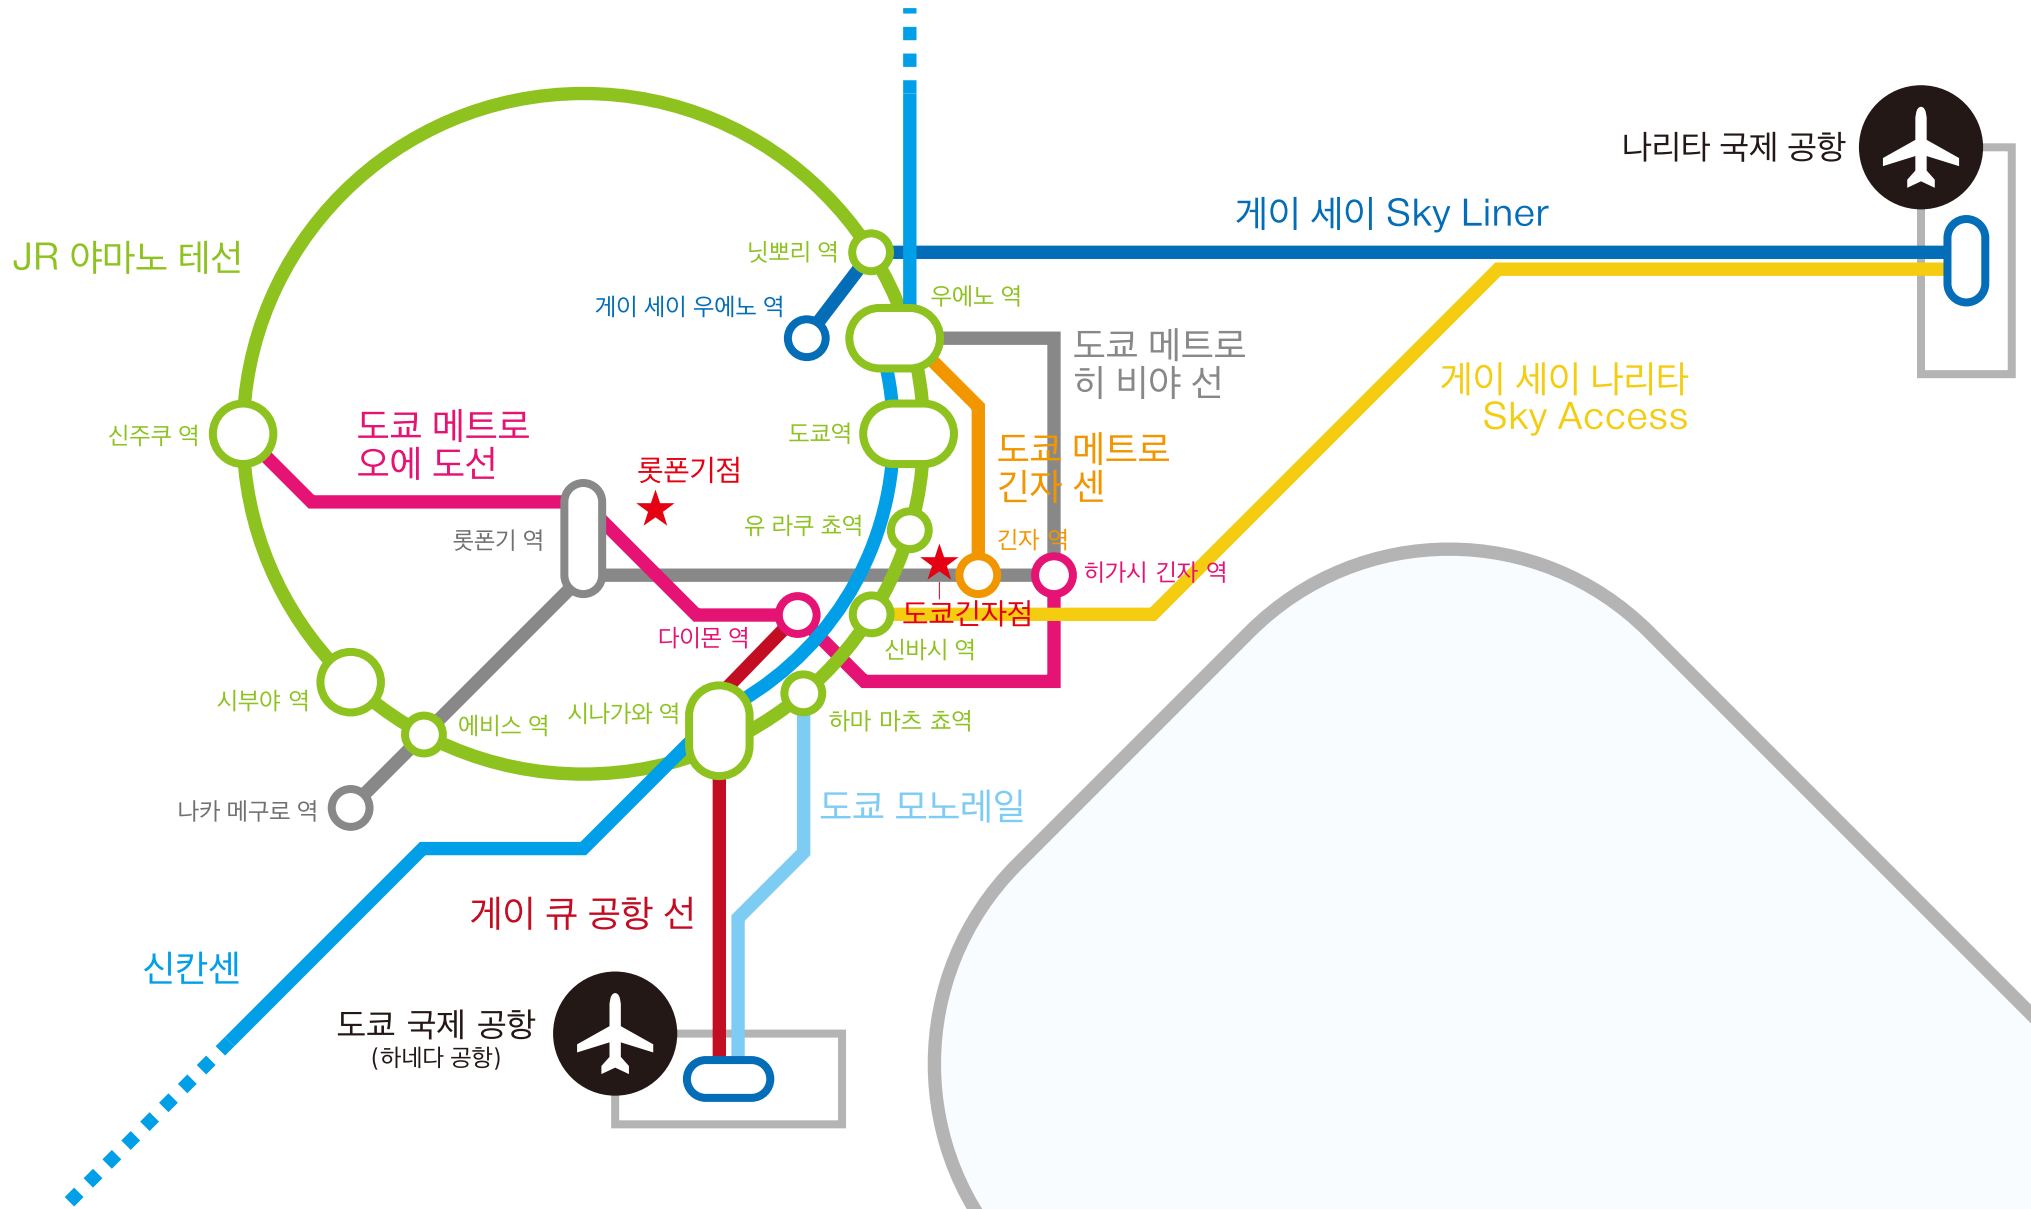 나리타 국제 공항
게이 세이 Sky Liner
JR 야마노 테선
닛뽀리 역
게이 세이 우에노 역
우에노 역
도쿄 메트로
히 비야 선
게이 세이 나리타
Sky Access
신주쿠 역
도쿄 메트로
오에 도선
도쿄역
도쿄 메트로
긴자 센
롯폰기점
롯폰기 역
유 라쿠 쵸역
긴자 역
히가시 긴자 역
도쿄긴자점
다이몬 역
신바시 역
시부야 역
에비스 역
시나가와 역
하마 마츠 쵸역
나카 메구로 역
도쿄 모노레일
게이 큐 공항 선
신칸센
도쿄 국제 공항
(하네다 공항)